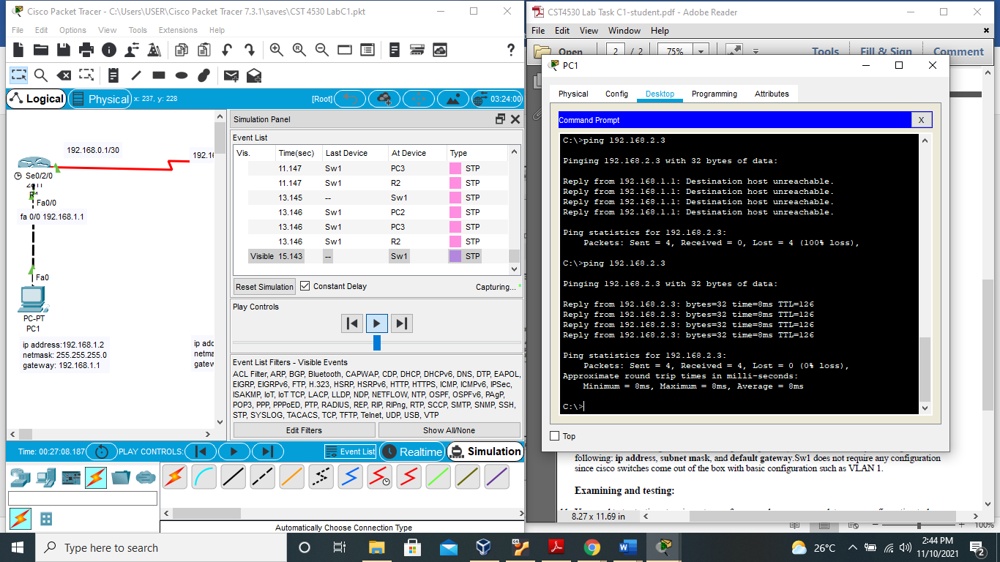 Cisco Packet Tracer - C:\Users\USER\Cisco Packet Tracer 7.3.1\saves\CST 4530 LabC1.pkt
File Edit Options View Tools Extensions Help
Logical Physical x: 237, y: 228 [Root] 03:24:00
192.168.0.1/30
192.16
Se0/2/0
Fa0/0
fa 0/0 192.168.1.1
Fa0
PC-PT
PC1
ip address:192.168.1.2
netmask: 255.255.255.0
gateway: 192.168.1.1
ip add
netma
gatew
Simulation Panel
Event List
Vis. Time(sec) Last Device At Device Type
11.147 Sw1 PC3 STP
11.147 Sw1 R2 STP
13.145 -- Sw1 STP
13.146 Sw1 PC2 STP
13.146 Sw1 PC3 STP
13.146 Sw1 R2 STP
Visible 15.143 -- Sw1 STP
Reset Simulation Constant Delay Capturing...
Play Controls
Event List Filters - Visible Events
ACL Filter, ARP, BGP, Bluetooth, CAPWAP, CDP, DHCP, DHCPv6, DNS, DTP, EAPOL,
EIGRP, EIGRPv6, FTP, H.323, HSRP, HSRPv6, HTTP, HTTPS, ICMP, ICMPv6, IPSec,
ISAKMP, IoT, IoT TCP, LACP, LLDP, NDP, NETFLOW, NTP, OSPF, OSPFv6, PAgP,
POP3, PPP, PPPoED, PTP, RADIUS, REP, RIP, RIPng, RTP, SCCP, SMTP, SNMP, SSH,
STP, SYSLOG, TACACS, TCP, TFTP, Telnet, UDP, USB, VTP
Edit Filters Show All/None
Time: 00:27:08.187 PLAY CONTROLS: Event List Realtime Simulation
Automatically Choose Connection Type
CST4530 Lab Task C1-student.pdf - Adobe Reader
File Edit View Window Help
Open 2 / 2 75% Tools Fill & Sign Comment
PC1
Physical Config Desktop Programming Attributes
Command Prompt X
C:\>ping 192.168.2.3
Pinging 192.168.2.3 with 32 bytes of data:
Reply from 192.168.1.1: Destination host unreachable.
Reply from 192.168.1.1: Destination host unreachable.
Reply from 192.168.1.1: Destination host unreachable.
Reply from 192.168.1.1: Destination host unreachable.
Ping statistics for 192.168.2.3:
Packets: Sent = 4, Received = 0, Lost = 4 (100% loss),
C:\>ping 192.168.2.3
Pinging 192.168.2.3 with 32 bytes of data:
Reply from 192.168.2.3: bytes=32 time=8ms TTL=126
Reply from 192.168.2.3: bytes=32 time=8ms TTL=126
Reply from 192.168.2.3: bytes=32 time=8ms TTL=126
Reply from 192.168.2.3: bytes=32 time=8ms TTL=126
Ping statistics for 192.168.2.3:
Packets: Sent = 4, Received = 4, Lost = 0 (0% loss),
Approximate round trip times in milli-seconds:
Minimum = 8ms, Maximum = 8ms, Average = 8ms
C:\>
Top
following: ip address, subnet mask, and default gateway.Sw1 does not require any configuration
since cisco switches come out of the box with basic configuration such as VLAN 1.
Examining and testing:
8.27 x 11.69 in
100%
Type here to search
26°C
2:44 PM
11/10/2021
2